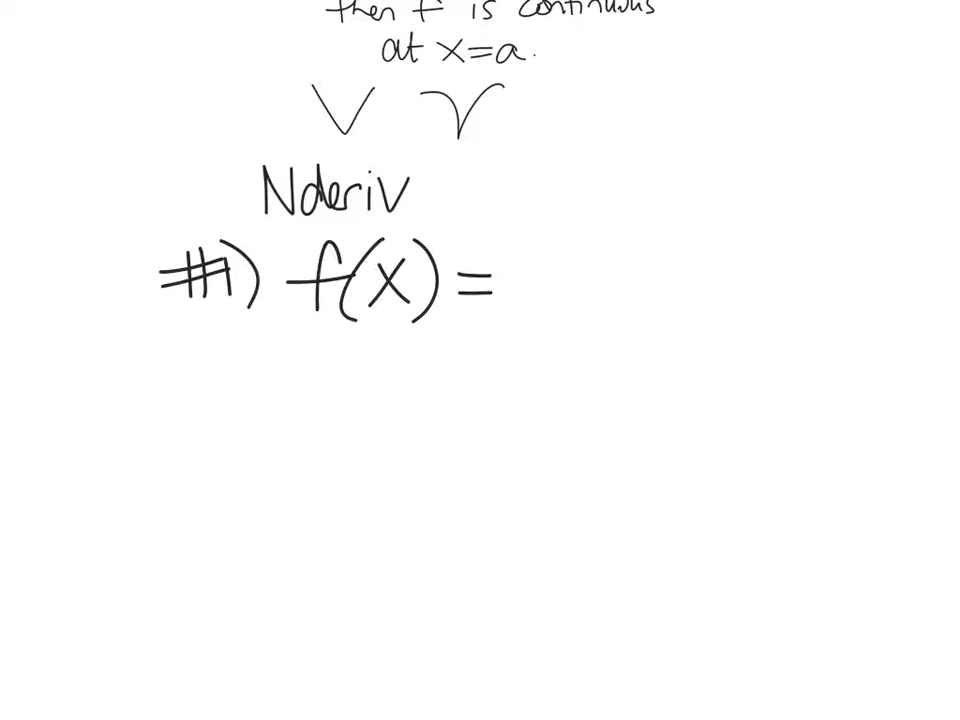 then f is continuous
at x=a.
Nderiv
#1) f(x)=